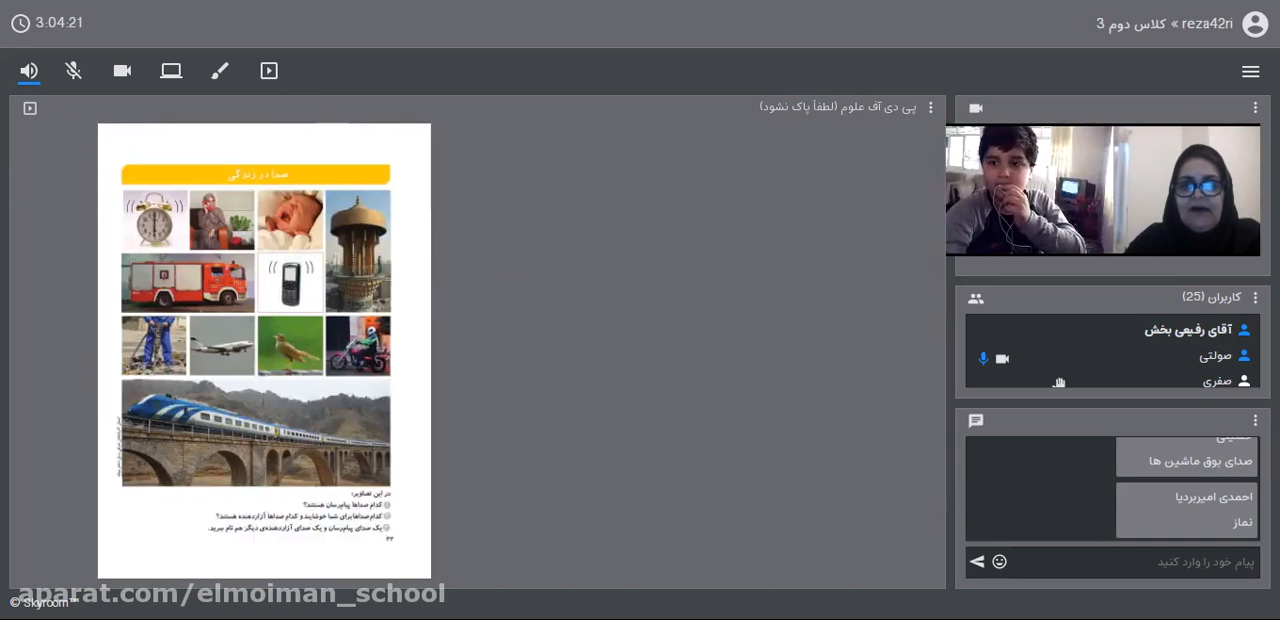 3:04:21
reza42ri » کلاس دوم 3
پی دی آف علوم (لطفاً پاک نشود)
صدا در زندگی
در این تصاویر:
کدام صداها پیام‌رسان هستند؟
کدام صداها برای شما خوشایند و کدام صداها آزاردهنده هستند؟
یک صدای پیام‌رسان و یک صدای آزاردهنده‌ی دیگر هم نام ببرید.
۳۲
کاربران (25)
آقای رفیعی بخش
صولتی
صفری
صدای بوق ماشین ها
احمدی امیربردیا
نماز
پیام خود را وارد کنید
aparat.com/elmoiman_school
© Skyroom™